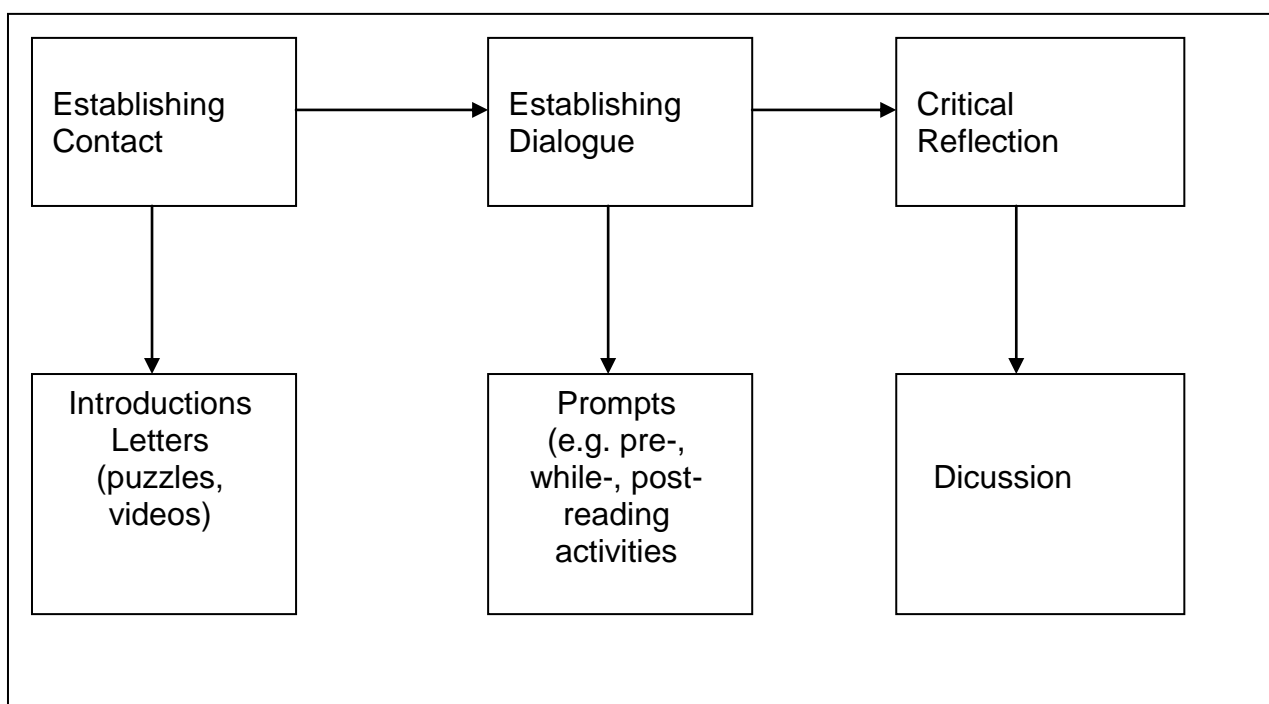 Establishing
Contact
Establishing
Dialogue
Critical
Reflection
Introductions
Letters
(puzzles,
videos)
Prompts
(e.g. pre-,
while-, post-
reading
activities
Dicussion